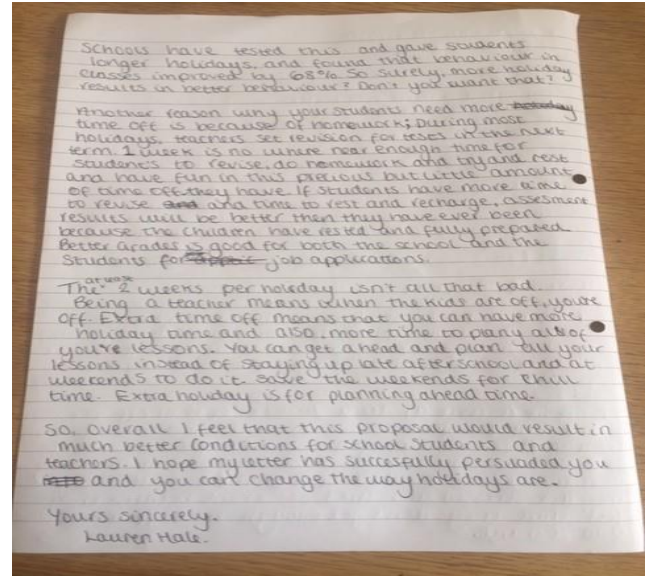 Schools have tested this and gave students
longer holidays, and found that behaviour in
classes improved by 68%. So surely, more holiday
results in better behaviour? Don't you want that?
Another reason why your students need more
time off is because of homework; During most
holidays, teachers set revision for tests in the next
term. 1 week is no where near enough time for
students to revise, do homework and try and rest
and have fun in this precious but little amount
of time off they have. If students have more time
to revise and time to rest and recharge, assesment
results will be better then they have ever been
because the children have rested and fully prepared.
Better Grades is good for both the school and the
students for job applications.
The at least 2 weeks per holiday isn't all that bad.
Being a teacher means when the kids are off, you're
off. Extra time off means that you can have more
holiday time and also, more time to plany all of
you're lessons. You can get ahead and plan all your
lessons instead of staying up late afterschool and at
weekends to do it. Save the weekends for chill
time. Extra holiday is for planning ahead time.
So, overall I feel that this proposal would result in
much better conditions for school students and
teachers. I hope my letter has succesfully persuaded you
and you can change the way holidays are.
Yours sincerely.
Lauren Hale.